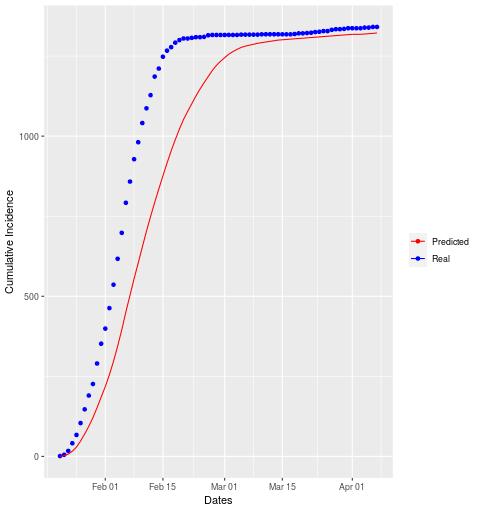 Cumulative Incidence
1000
500
0
Feb 01
Feb 15
Mar 01
Mar 15
Apr 01
Dates
Predicted
Real